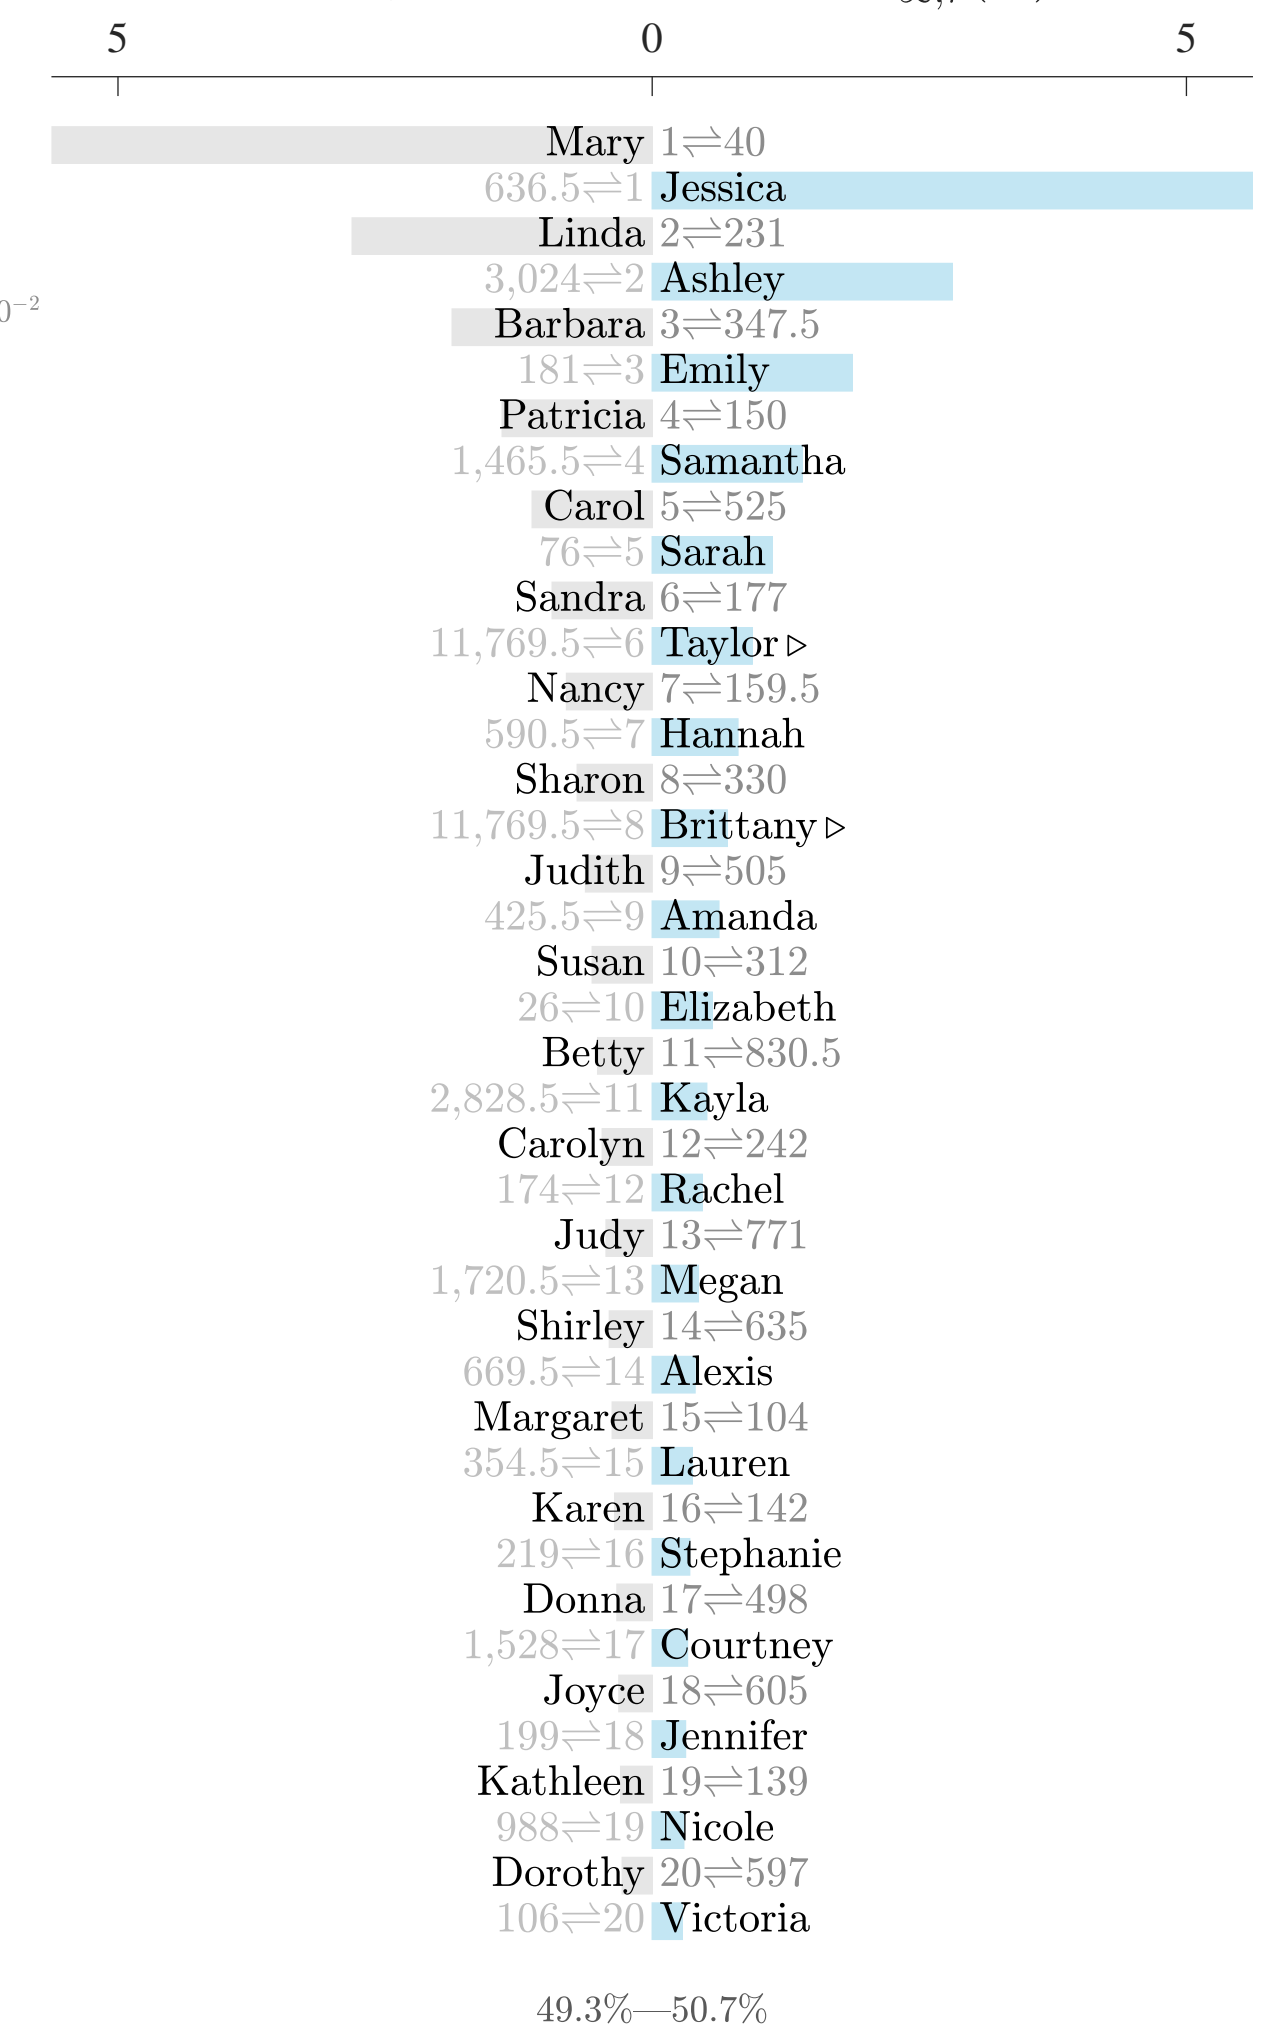 5 0 5
Mary 1⇌40
636.5⇌1 Jessica
Linda 2⇌231
3,024⇌2 Ashley
Barbara 3⇌347.5
181⇌3 Emily
Patricia 4⇌150
1,465.5⇌4 Samantha
Carol 5⇌525
76⇌5 Sarah
Sandra 6⇌177
11,769.5⇌6 Taylor ▷
Nancy 7⇌159.5
590.5⇌7 Hannah
Sharon 8⇌330
11,769.5⇌8 Brittany ▷
Judith 9⇌505
425.5⇌9 Amanda
Susan 10⇌312
26⇌10 Elizabeth
Betty 11⇌830.5
2,828.5⇌11 Kayla
Carolyn 12⇌242
174⇌12 Rachel
Judy 13⇌771
1,720.5⇌13 Megan
Shirley 14⇌635
669.5⇌14 Alexis
Margaret 15⇌104
354.5⇌15 Lauren
Karen 16⇌142
219⇌16 Stephanie
Donna 17⇌498
1,528⇌17 Courtney
Joyce 18⇌605
199⇌18 Jennifer
Kathleen 19⇌139
988⇌19 Nicole
Dorothy 20⇌597
106⇌20 Victoria
49.3%—50.7%